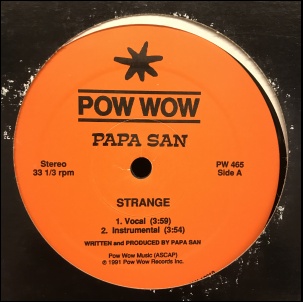 POW WOW
PAPA SAN
Stereo
33 1/3 rpm
PW 465
Side A
STRANGE
1. Vocal (3:59)
2. Instrumental (3:54)
WRITTEN and PRODUCED BY PAPA SAN
Pow Wow Music (ASCAP)
℗ 1991 Pow Wow Records Inc.